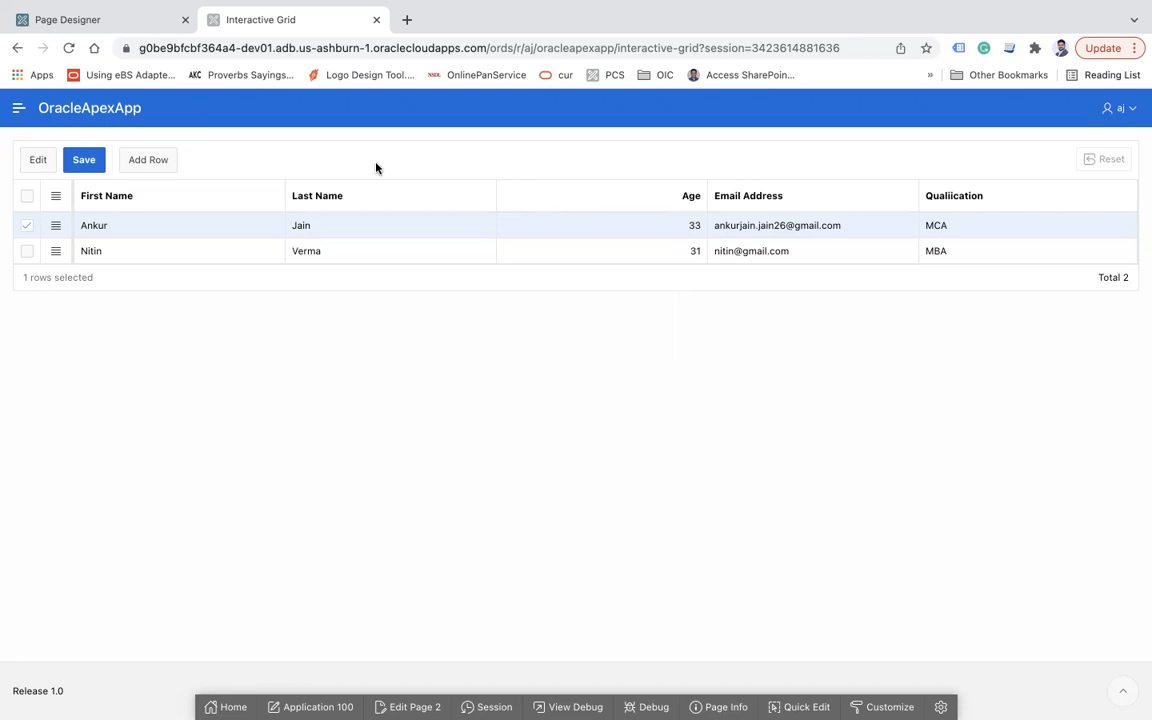 Page Designer
Interactive Grid
g0be9bfcbf364a4-dev01.adb.us-ashburn-1.oraclecloudapps.com/ords/r/aj/oracleapexapp/interactive-grid?session=3423614881636
Update
Apps
Using eBS Adapte...
AKC Proverbs Sayings...
Logo Design Tool....
OnlinePanService
cur
PCS
OIC
Access SharePoin...
»
Other Bookmarks
Reading List
OracleApexApp
aj
Edit
Save
Add Row
Reset
First Name Last Name Age Email Address Qualiication
Ankur Jain 33 ankurjain.jain26@gmail.com MCA
Nitin Verma 31 nitin@gmail.com MBA
1 rows selected
Total 2
Release 1.0
Home
Application 100
Edit Page 2
Session
View Debug
Debug
Page Info
Quick Edit
Customize